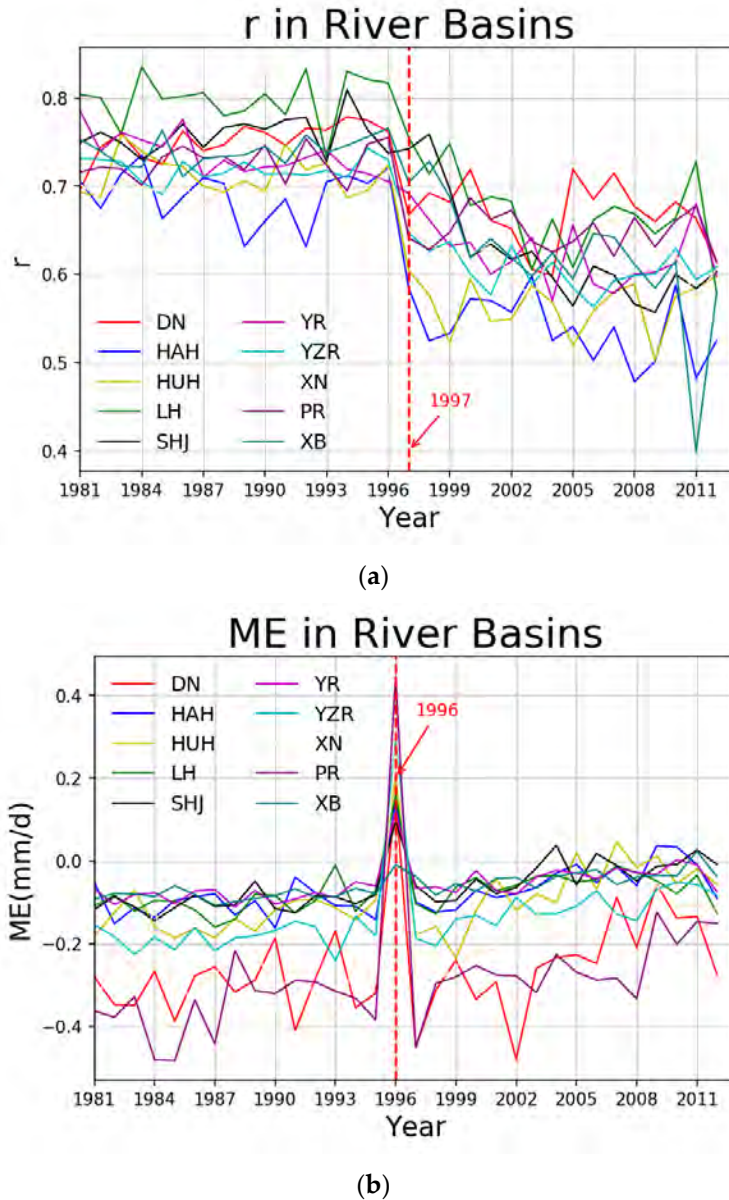 r in River Basins
0.8
0.7
0.6
0.5
0.4
r
DN YR
HAH YZR
HUH XN
LH PR
SHJ XB
1997
1981 1984 1987 1990 1993 1996 1999 2002 2005 2008 2011
Year
(a)
ME in River Basins
0.4
0.2
0.0
−0.2
−0.4
ME(mm/d)
DN YR
HAH YZR
HUH XN
LH PR
SHJ XB
1996
1981 1984 1987 1990 1993 1996 1999 2002 2005 2008 2011
Year
(b)